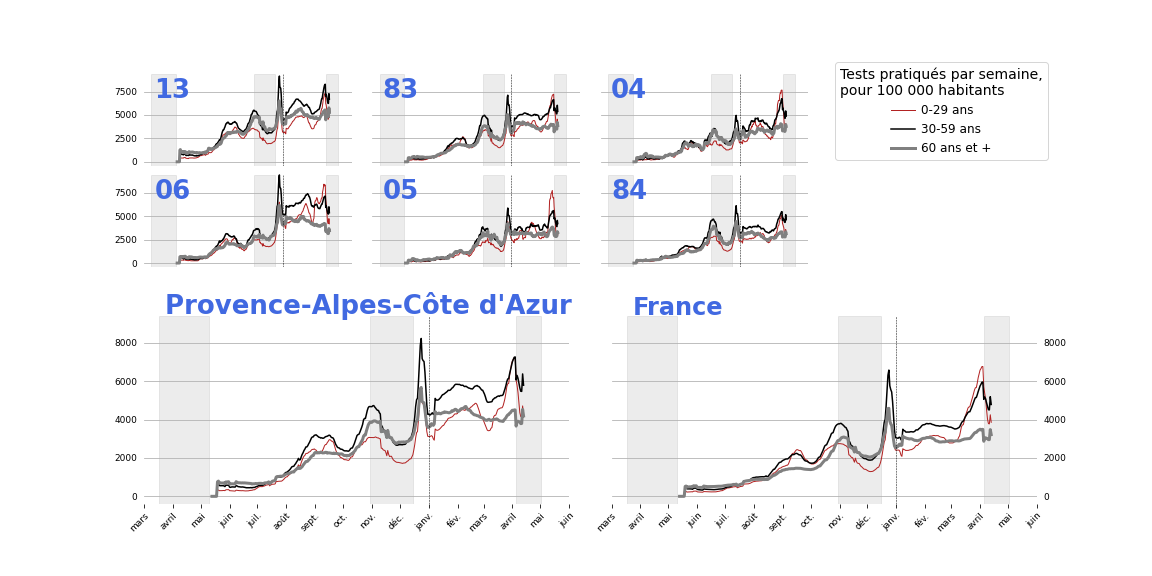 13
83
04
7500
5000
2500
0
Tests pratiqués par semaine,
pour 100 000 habitants
0-29 ans
30-59 ans
60 ans et +
06
05
84
7500
5000
2500
0
Provence-Alpes-Côte d'Azur
France
8000
6000
4000
2000
0
8000
6000
4000
2000
0
mars avril mai juin juil. août sept. oct. nov. déc. janv. fév. mars avril mai juin
mars avril mai juin juil. août sept. oct. nov. déc. janv. fév. mars avril mai juin